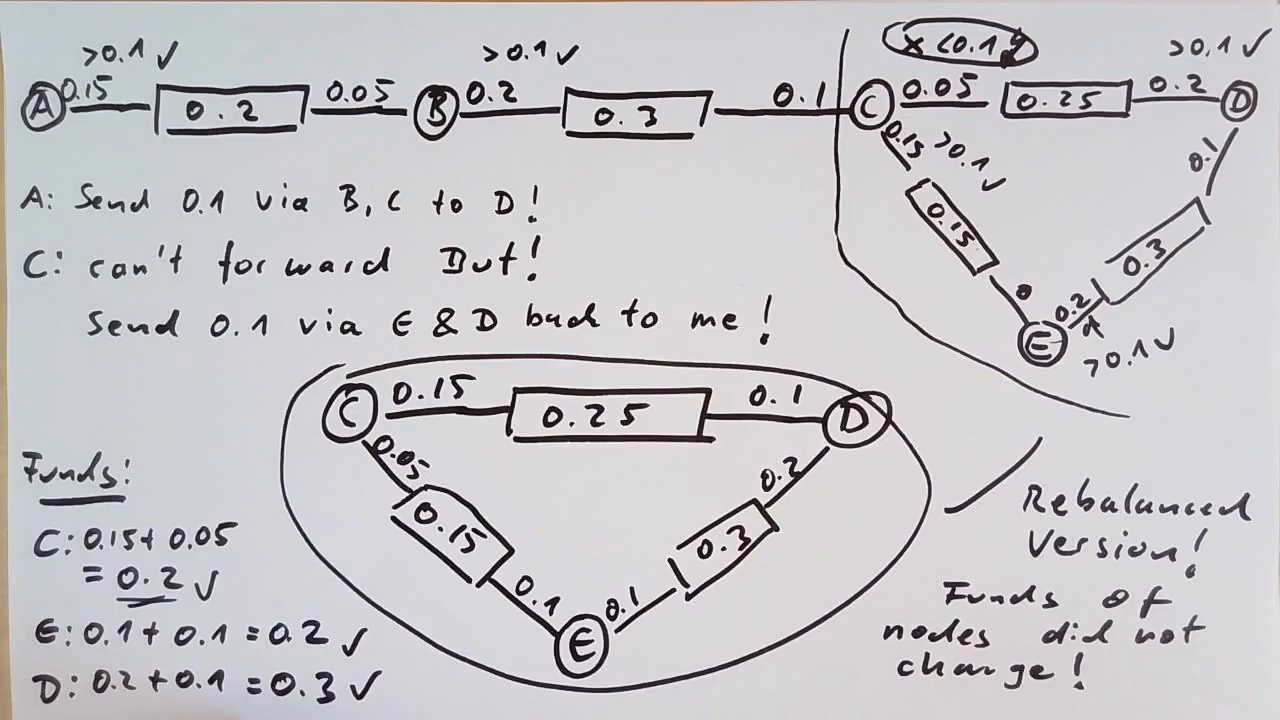 >0.1 ✓
>0.1 ✓
x <0.1 ↯
>0.1 ✓
A 0.15 0.2 0.05 B 0.2 0.3 0.1 C 0.05 0.25 0.2 D
0.15 >0.1 ✓
0.1
0.15
0.3
0
0.2
E
>0.1 ✓
A: Send 0.1 via B, C to D!
C: can't forward But!
Send 0.1 via E & D back to me!
C 0.15 0.25 0.1 D
0.05
0.2
0.15
0.3
0.1
0.1
E
Funds:
C: 0.15 + 0.05
= 0.2 ✓
E: 0.1 + 0.1 = 0.2 ✓
D: 0.2 + 0.1 = 0.3 ✓
Rebalanced
Version!
Funds of
nodes did not
change!